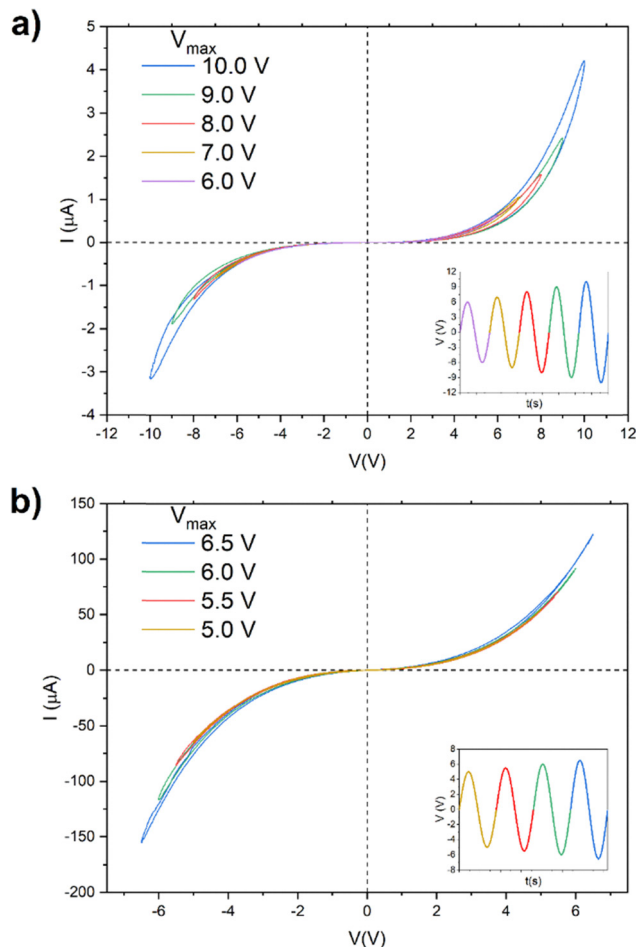 a)
V_max
10.0 V
9.0 V
8.0 V
7.0 V
6.0 V
I (μA)
5
4
3
2
1
0
-1
-2
-3
-4
-12 -10 -8 -6 -4 -2 0 2 4 6 8 10 12
V(V)
V (V)
12
9
6
3
0
-3
-6
-9
-12
t(s)
b)
V_max
6.5 V
6.0 V
5.5 V
5.0 V
I (μA)
150
100
50
0
-50
-100
-150
-200
-6 -4 -2 0 2 4 6
V(V)
V (V)
8
6
4
2
0
-2
-4
-6
-8
t(s)